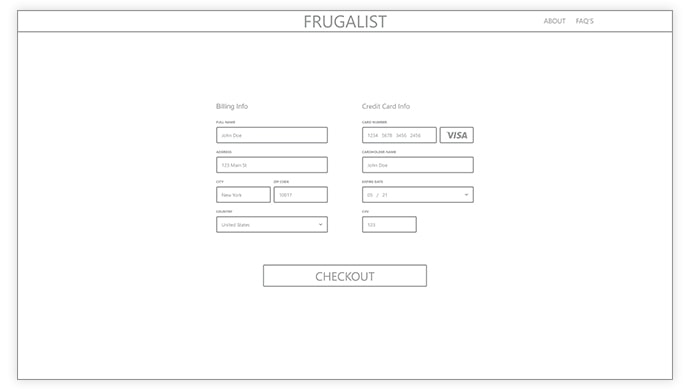 FRUGALIST
ABOUT FAQ'S
Billing Info
FULL NAME
John Doe
ADDRESS
123 Main St
CITY ZIP CODE
New York 10017
COUNTRY
United States
Credit Card Info
CARD NUMBER
1234 5678 3456 2456
VISA
CARDHOLDER NAME
John Doe
EXPIRE DATE
05 / 21
CVV
123
CHECKOUT